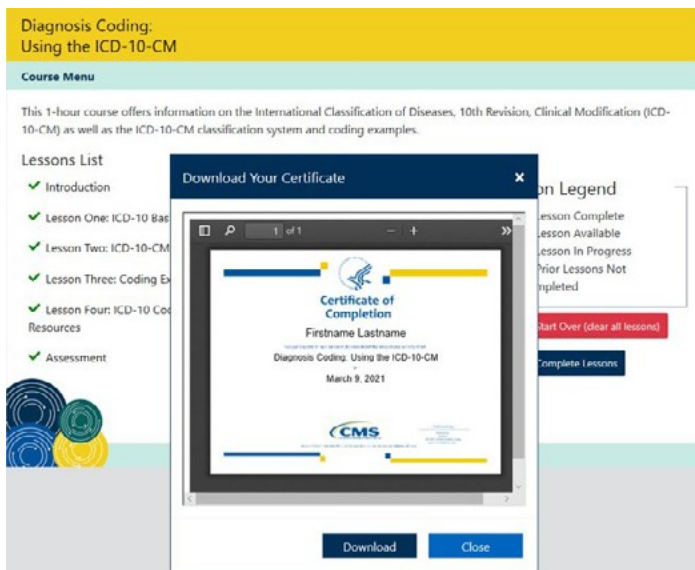 Diagnosis Coding:
Using the ICD-10-CM
Course Menu
This 1-hour course offers information on the International Classification of Diseases, 10th Revision, Clinical Modification (ICD-
10-CM) as well as the ICD-10-CM classification system and coding examples.
Lessons List
Introduction
Lesson One: ICD-10 Bas
Lesson Two: ICD-10-CM
Lesson Three: Coding Ex
Lesson Four: ICD-10 Coc
Resources
Assessment
Download Your Certificate
1 of 1
Certificate of
Completion
Firstname Lastname
Diagnosis Coding: Using the ICD-10-CM
March 9, 2021
CMS
on Legend
Lesson Complete
Lesson Available
Lesson In Progress
Prior Lessons Not
mpleted
Start Over (clear all lessons)
Complete Lessons
Download
Close